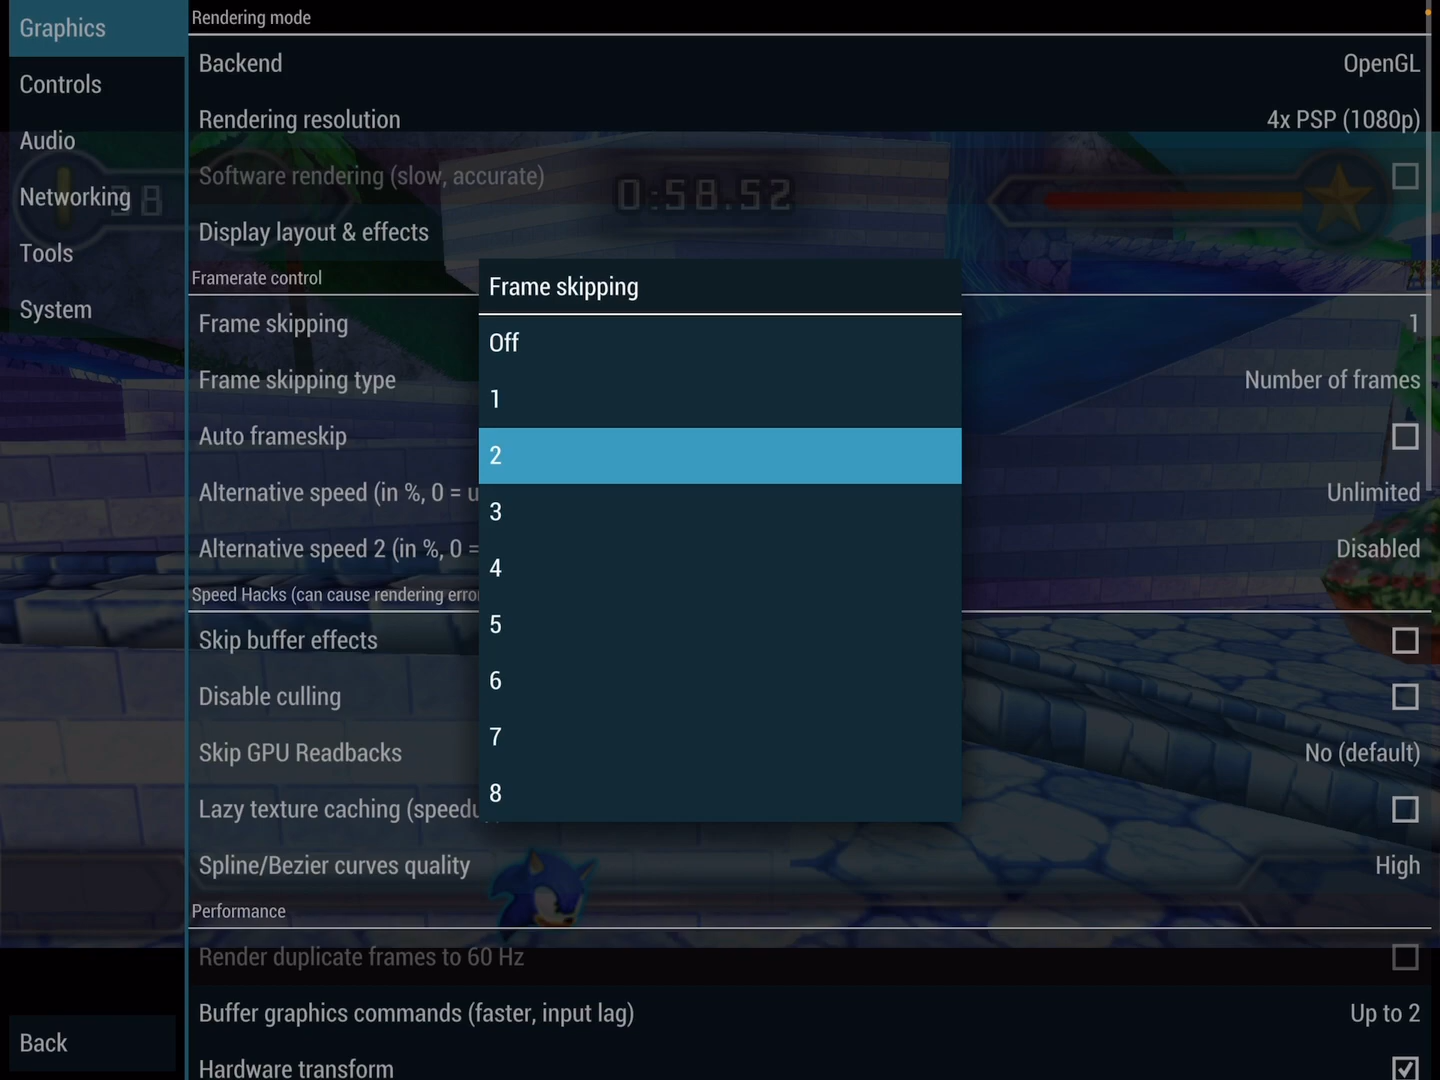 Graphics
Controls
Audio
Networking
Tools
System
Back
Rendering mode
Backend OpenGL
Rendering resolution 4x PSP (1080p)
Software rendering (slow, accurate)
Display layout & effects
Framerate control
Frame skipping 1
Frame skipping type Number of frames
Auto frameskip
Alternative speed (in %, 0 = u Unlimited
Alternative speed 2 (in %, 0 = Disabled
Speed Hacks (can cause rendering erro
Skip buffer effects
Disable culling
Skip GPU Readbacks No (default)
Lazy texture caching (speedu
Spline/Bezier curves quality High
Performance
Render duplicate frames to 60 Hz
Buffer graphics commands (faster, input lag) Up to 2
Hardware transform
Frame skipping
Off
1
2
3
4
5
6
7
8
0:58.52